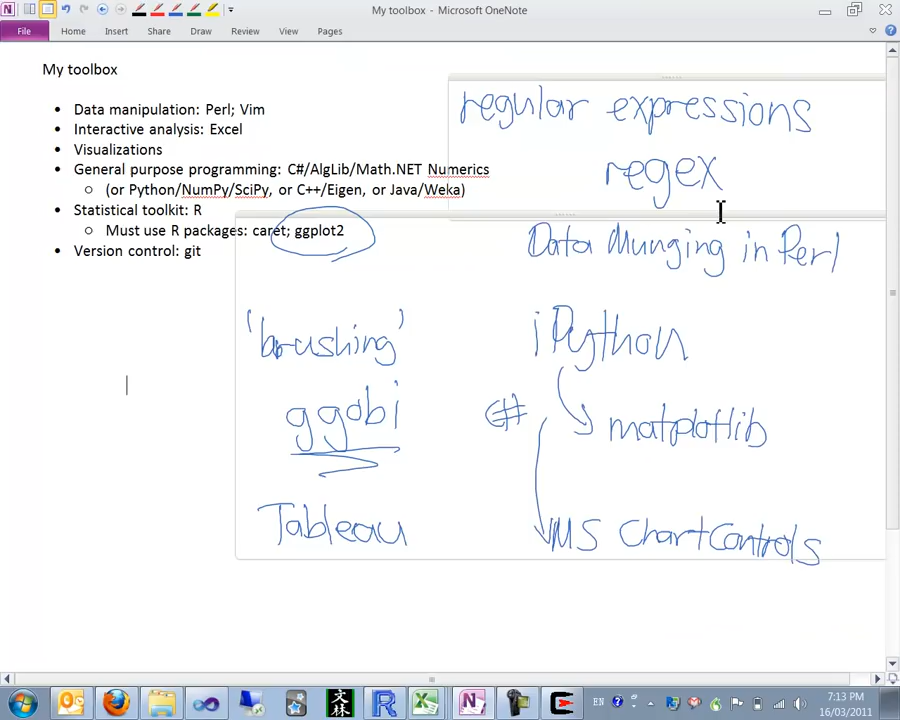 My toolbox - Microsoft OneNote
File Home Insert Share Draw Review View Pages
My toolbox
• Data manipulation: Perl; Vim
• Interactive analysis: Excel
• Visualizations
• General purpose programming: C#/AlgLib/Math.NET Numerics
○ (or Python/NumPy/SciPy, or C++/Eigen, or Java/Weka)
• Statistical toolkit: R
○ Must use R packages: caret; ggplot2
• Version control: git
regular expressions
regex
Data Munging in Perl
'brushing'
iPython
ggobi
C#
matplotlib
Tableau
MS ChartControls
文林
EN
7:13 PM
16/03/2011